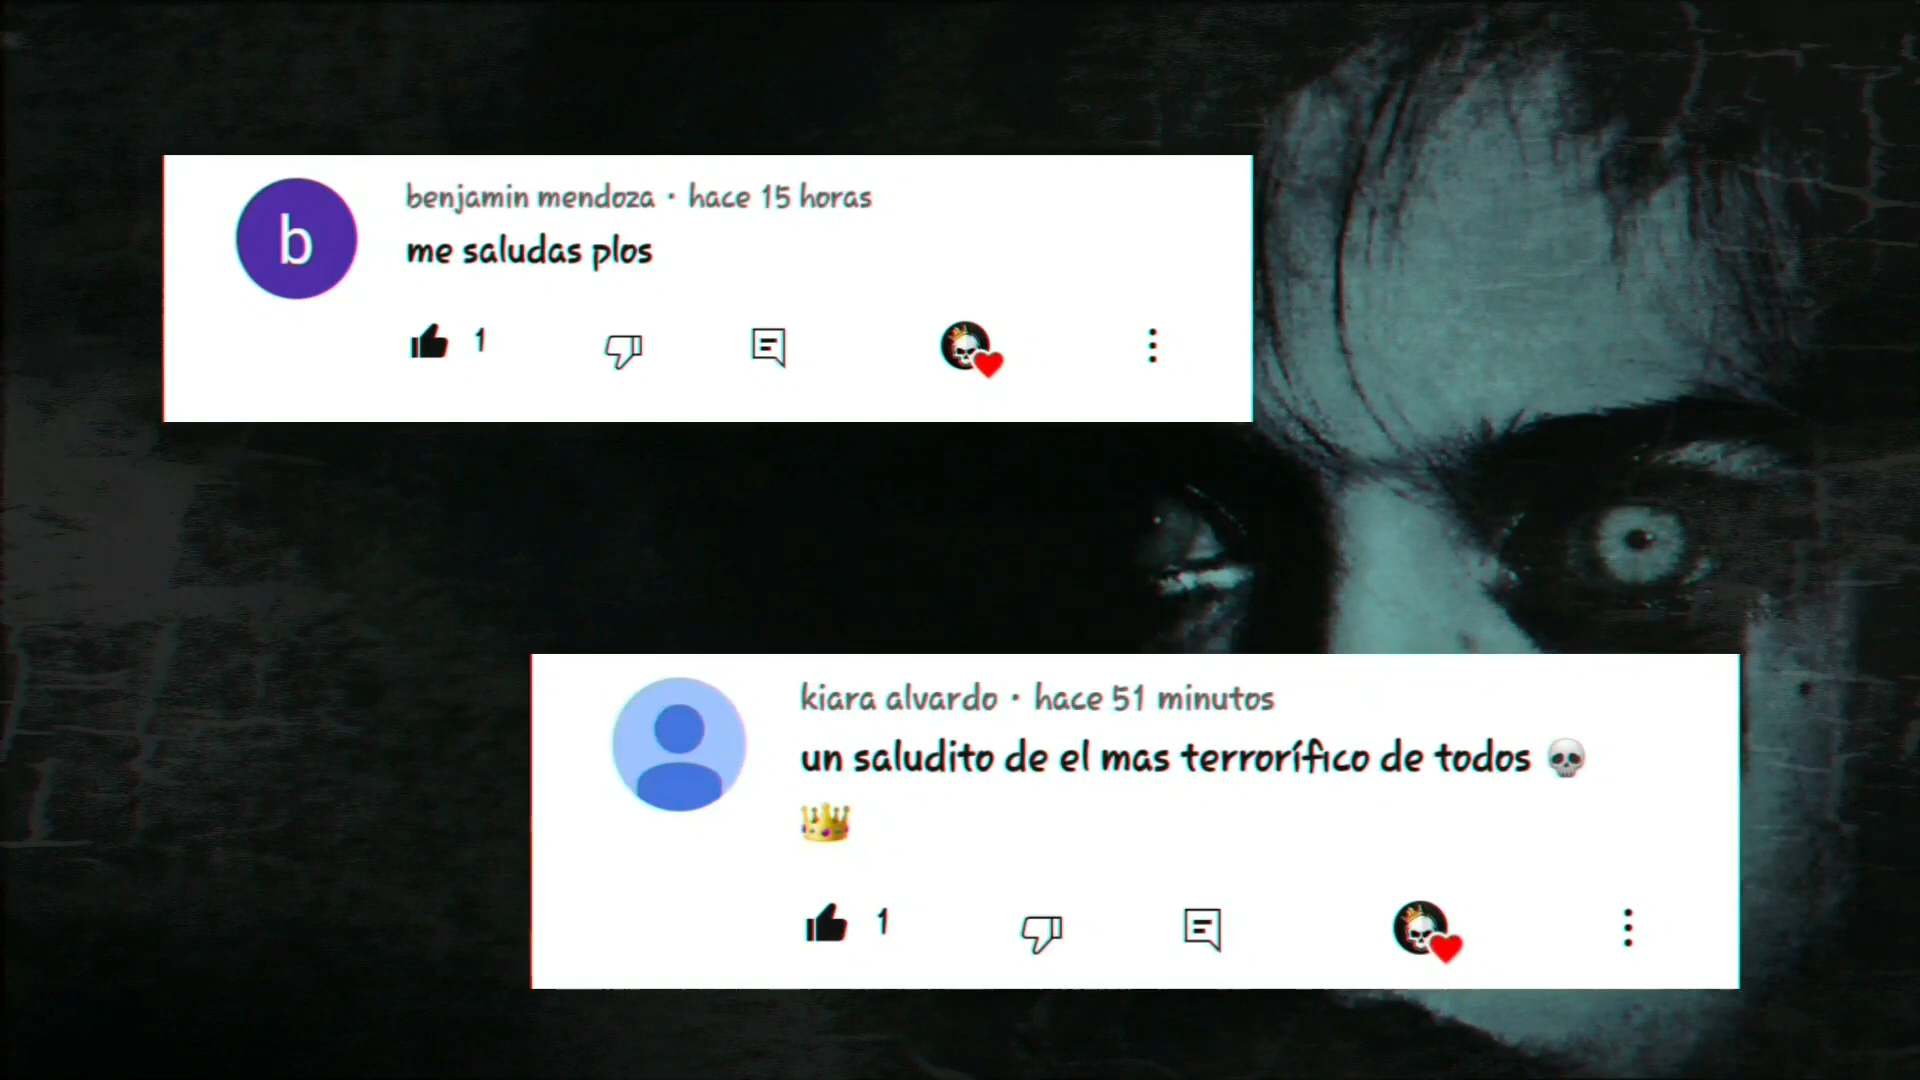 b
benjamin mendoza · hace 15 horas
me saludas plos
1
kiara alvardo · hace 51 minutos
un saludito de el mas terrorífico de todos 💀
👑
1